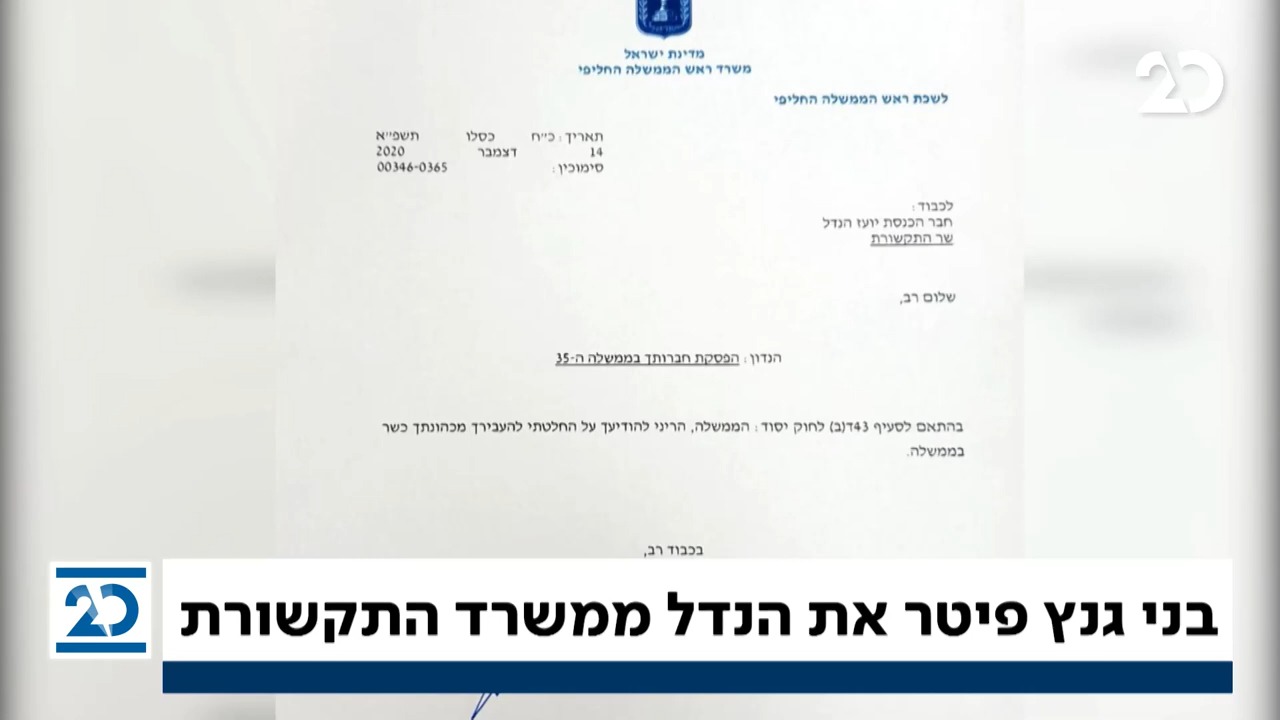 מדינת ישראל
משרד ראש הממשלה החליפי
לשכת ראש הממשלה החליפי
20
תאריך: כ״ח כסלו תשפ״א
14 דצמבר 2020
סימוכין: 00346-0365
לכבוד:
חבר הכנסת יועז הנדל
שר התקשורת
שלום רב,
הנדון: הפסקת חברותך בממשלה ה-35
בהתאם לסעיף 43ד(ב) לחוק יסוד: הממשלה, הריני להודיעך על החלטתי להעבירך מכהונתך כשר
בממשלה.
בכבוד רב,
20
בני גנץ פיטר את הנדל ממשרד התקשורת